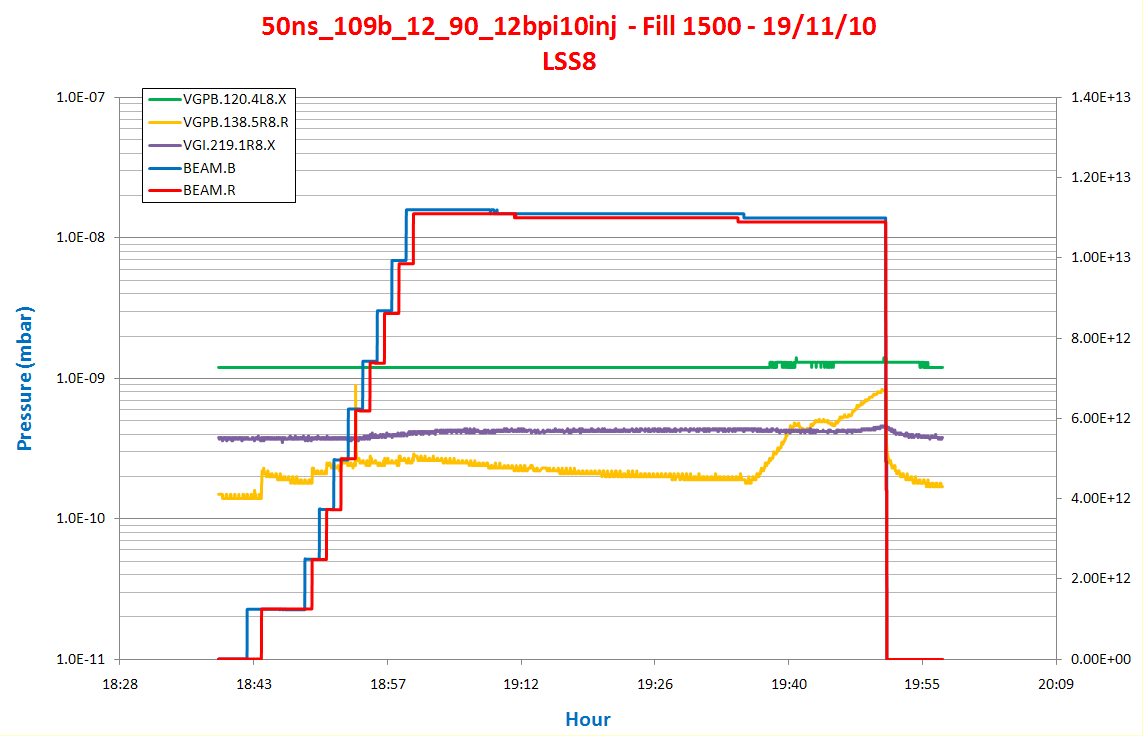 50ns_109b_12_90_12bpi10inj - Fill 1500 - 19/11/10
LSS8
1.0E-07
1.0E-08
1.0E-09
1.0E-10
1.0E-11
Pressure (mbar)
VGPB.120.4L8.X
VGPB.138.5R8.R
VGI.219.1R8.X
BEAM.B
BEAM.R
1.40E+13
1.20E+13
1.00E+13
8.00E+12
6.00E+12
4.00E+12
2.00E+12
0.00E+00
18:28 18:43 18:57 19:12 19:26 19:40 19:55 20:09
Hour